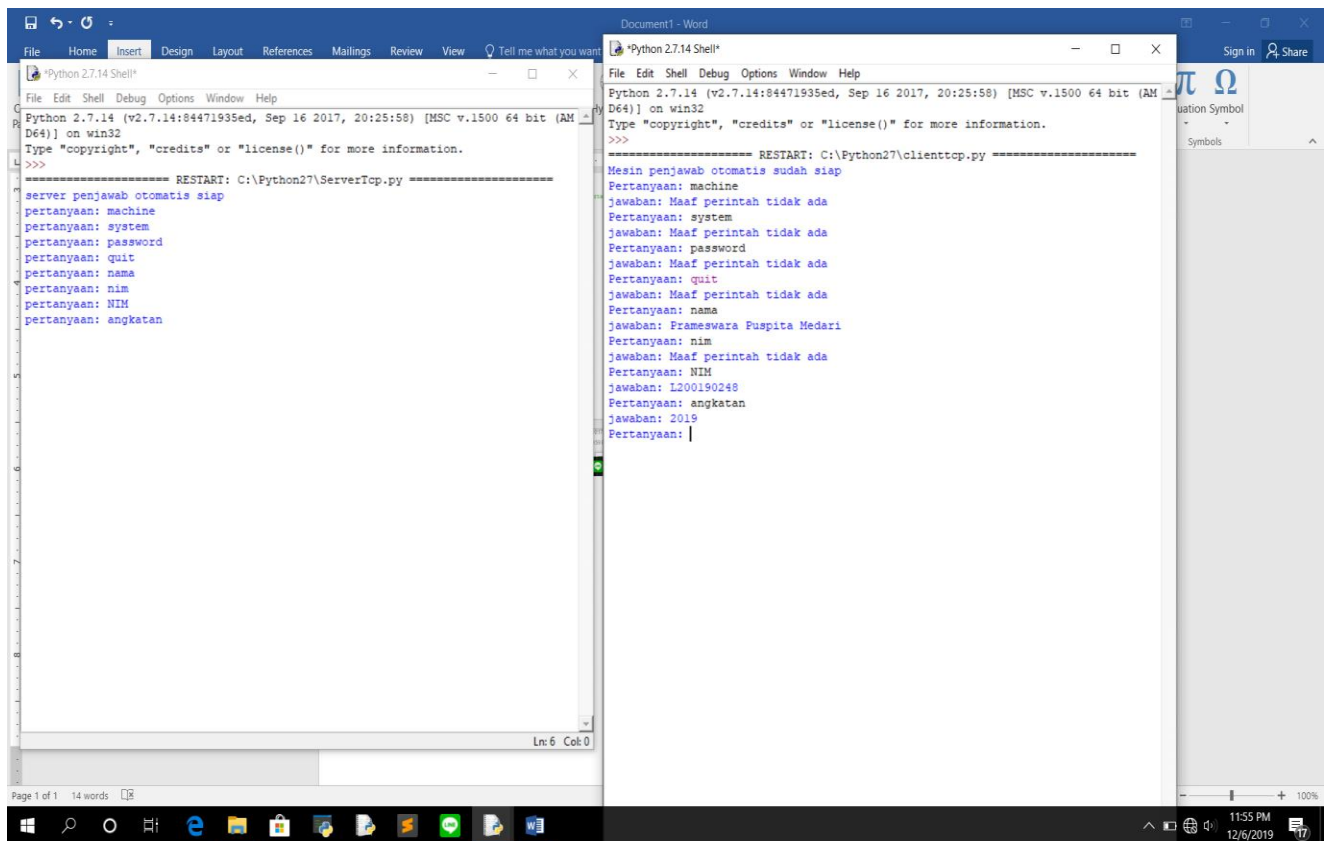 Document1 - Word
File Home Insert Design Layout References Mailings Review View Tell me what you want
Sign in Share
*Python 2.7.14 Shell*
File Edit Shell Debug Options Window Help
Python 2.7.14 (v2.7.14:84471935ed, Sep 16 2017, 20:25:58) [MSC v.1500 64 bit (AM
D64)] on win32
Type "copyright", "credits" or "license()" for more information.
>>>
===================== RESTART: C:\Python27\ServerTcp.py =====================
server penjawab otomatis siap
pertanyaan: machine
pertanyaan: system
pertanyaan: password
pertanyaan: quit
pertanyaan: nama
pertanyaan: nim
pertanyaan: NIM
pertanyaan: angkatan
Ln: 6 Col: 0
*Python 2.7.14 Shell*
File Edit Shell Debug Options Window Help
Python 2.7.14 (v2.7.14:84471935ed, Sep 16 2017, 20:25:58) [MSC v.1500 64 bit (AM
D64)] on win32
Type "copyright", "credits" or "license()" for more information.
>>>
===================== RESTART: C:\Python27\clienttcp.py =====================
Mesin penjawab otomatis sudah siap
Pertanyaan: machine
jawaban: Maaf perintah tidak ada
Pertanyaan: system
jawaban: Maaf perintah tidak ada
Pertanyaan: password
jawaban: Maaf perintah tidak ada
Pertanyaan: quit
jawaban: Maaf perintah tidak ada
Pertanyaan: nama
jawaban: Prameswara Puspita Medari
Pertanyaan: nim
jawaban: Maaf perintah tidak ada
Pertanyaan: NIM
jawaban: L200190248
Pertanyaan: angkatan
jawaban: 2019
Pertanyaan:
π Ω
uation Symbol
Symbols
Page 1 of 1 14 words
100%
11:55 PM
12/6/2019
17